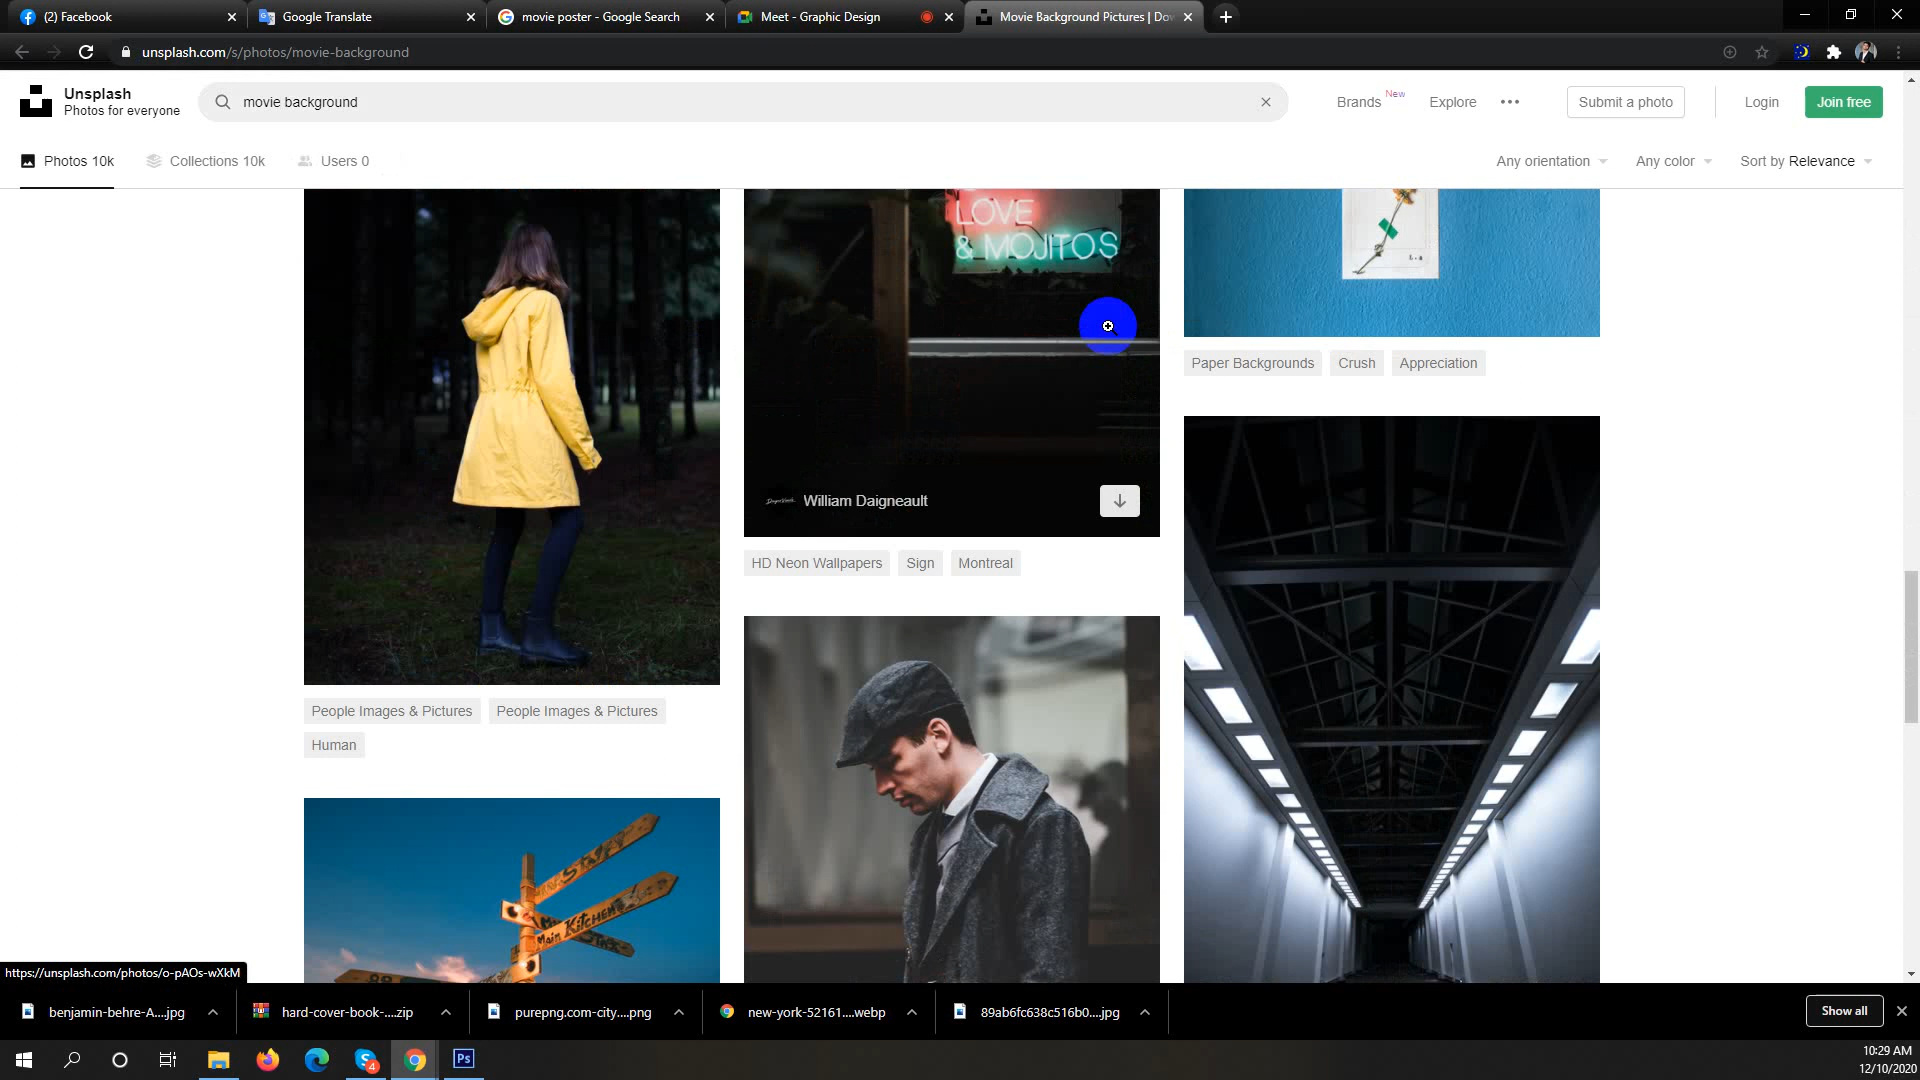 (2) Facebook
Google Translate
movie poster - Google Search
Meet - Graphic Design
Movie Background Pictures | Dow
unsplash.com/s/photos/movie-background
Unsplash
Photos for everyone
movie background
Brands New
Explore
Submit a photo
Login
Join free
Photos 10k
Collections 10k
Users 0
Any orientation
Any color
Sort by Relevance
LOVE
& MOJITOS
L.A
Paper Backgrounds
Crush
Appreciation
William Daigneault
HD Neon Wallpapers
Sign
Montreal
People Images & Pictures
People Images & Pictures
Human
Main KitcHEN
https://unsplash.com/photos/o-pAOs-wXkM
benjamin-behre-A....jpg
hard-cover-book-....zip
purepng.com-city....png
new-york-52161....webp
89ab6fc638c516b0....jpg
Show all
4
Ps
10:29 AM
12/10/2020